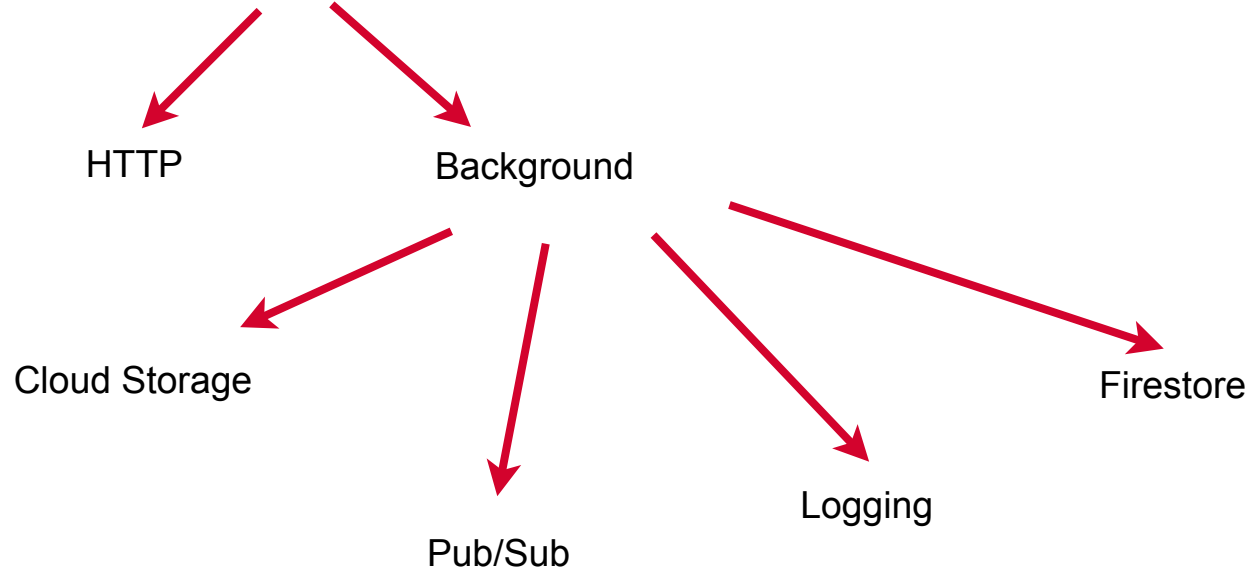 HTTP
Background
Cloud Storage
Firestore
Logging
Pub/Sub